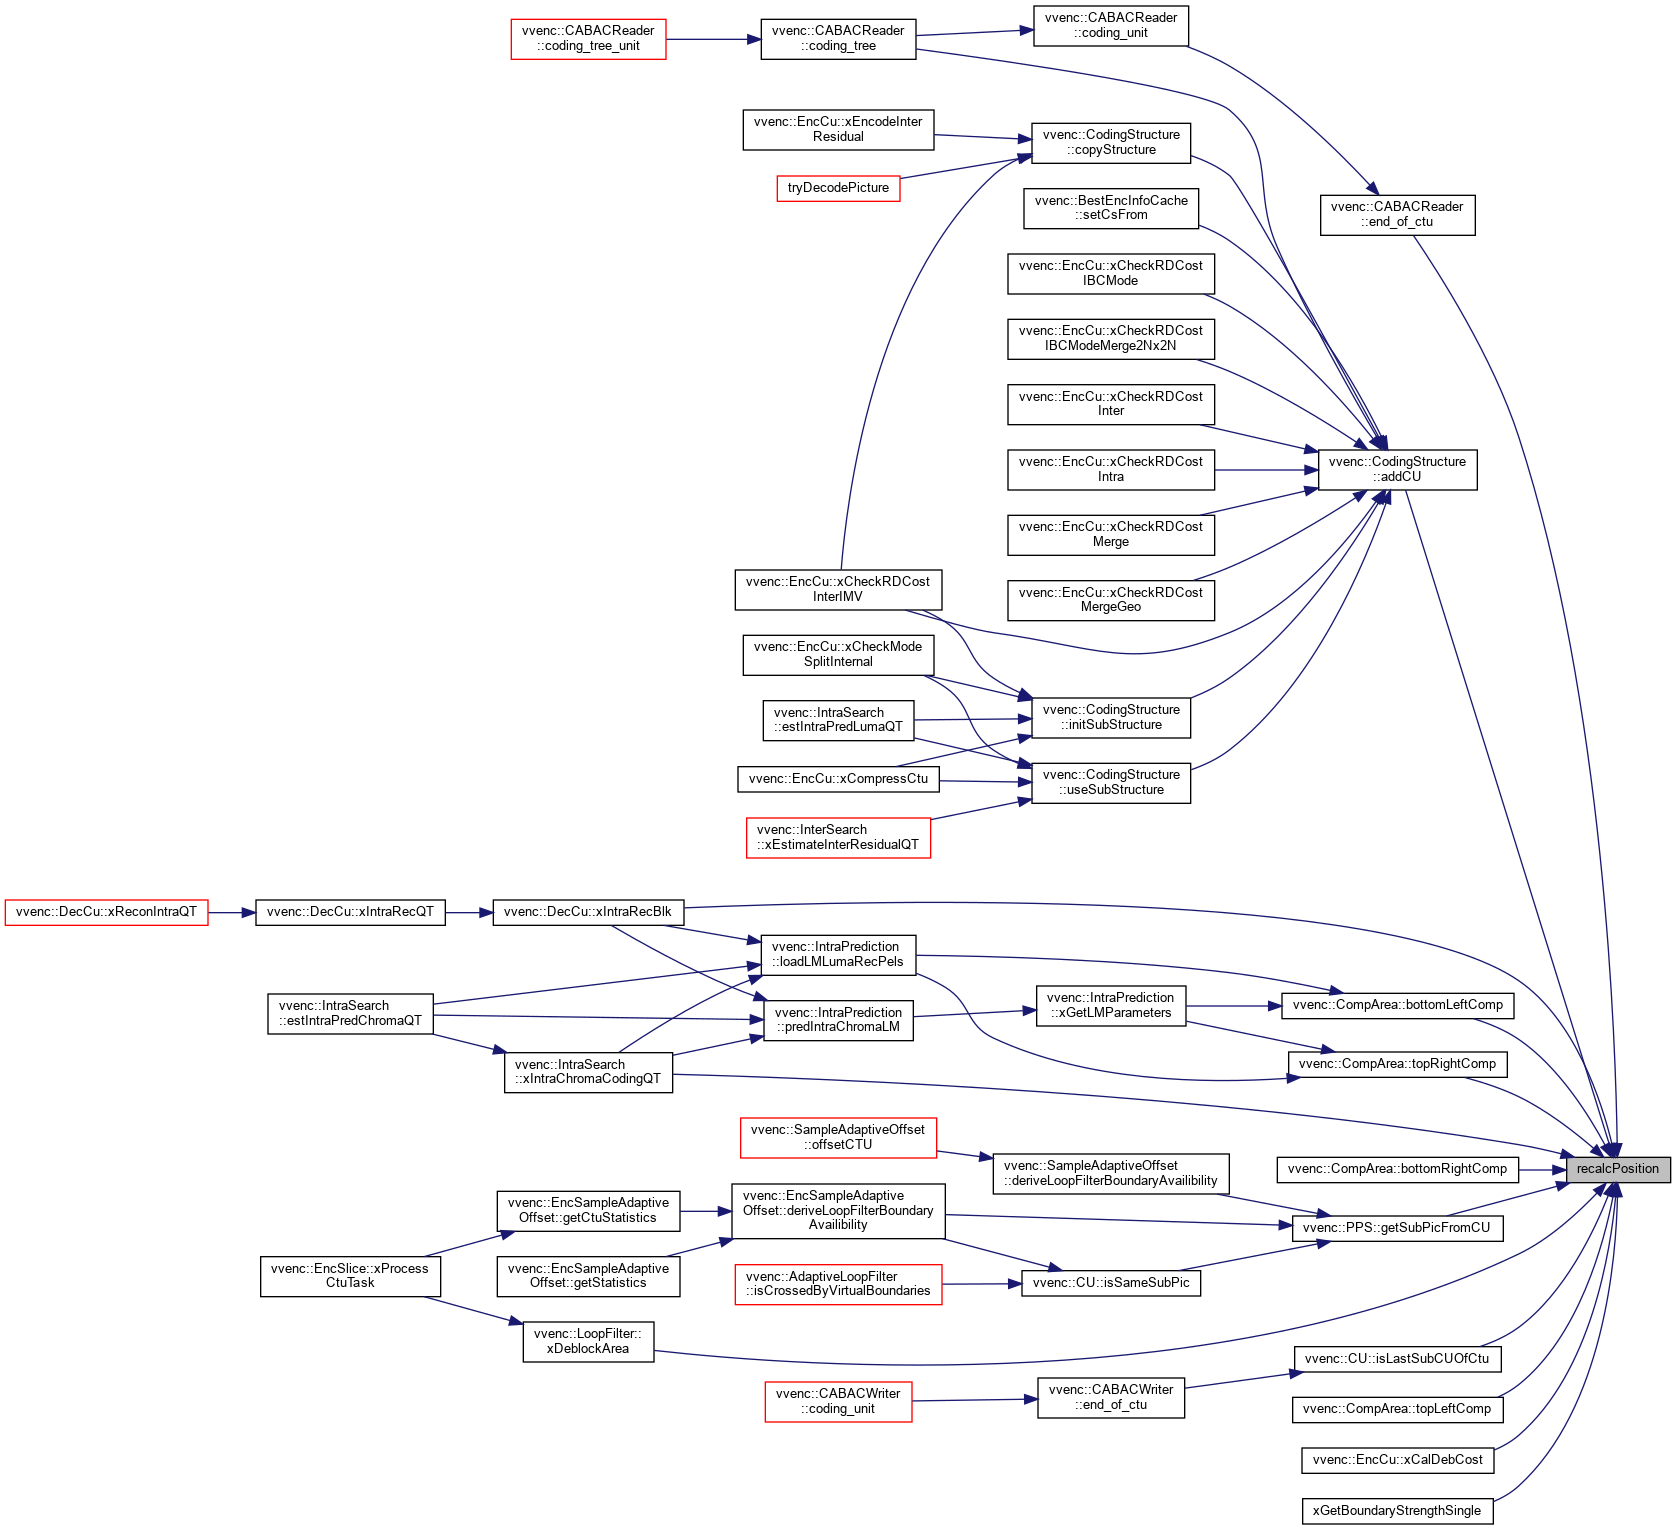 vvenc::CABACReader
::coding_tree_unit
vvenc::CABACReader
::coding_tree
vvenc::CABACReader
::coding_unit
vvenc::EncCu::xEncodeInter
Residual
vvenc::CodingStructure
::copyStructure
tryDecodePicture
vvenc::BestEncInfoCache
::setCsFrom
vvenc::CABACReader
::end_of_ctu
vvenc::EncCu::xCheckRDCost
IBCMode
vvenc::EncCu::xCheckRDCost
IBCModeMerge2Nx2N
vvenc::EncCu::xCheckRDCost
Inter
vvenc::EncCu::xCheckRDCost
Intra
vvenc::CodingStructure
::addCU
vvenc::EncCu::xCheckRDCost
Merge
vvenc::EncCu::xCheckRDCost
InterIMV
vvenc::EncCu::xCheckRDCost
MergeGeo
vvenc::EncCu::xCheckMode
SplitInternal
vvenc::IntraSearch
::estIntraPredLumaQT
vvenc::CodingStructure
::initSubStructure
vvenc::EncCu::xCompressCtu
vvenc::CodingStructure
::useSubStructure
vvenc::InterSearch
::xEstimateInterResidualQT
vvenc::DecCu::xReconIntraQT
vvenc::DecCu::xIntraRecQT
vvenc::DecCu::xIntraRecBlk
vvenc::IntraPrediction
::loadLMLumaRecPels
vvenc::IntraSearch
::estIntraPredChromaQT
vvenc::IntraPrediction
::predIntraChromaLM
vvenc::IntraPrediction
::xGetLMParameters
vvenc::CompArea::bottomLeftComp
vvenc::IntraSearch
::xIntraChromaCodingQT
vvenc::CompArea::topRightComp
vvenc::SampleAdaptiveOffset
::offsetCTU
vvenc::SampleAdaptiveOffset
::deriveLoopFilterBoundaryAvailibility
vvenc::CompArea::bottomRightComp
recalcPosition
vvenc::EncSampleAdaptive
Offset::getCtuStatistics
vvenc::EncSampleAdaptive
Offset::deriveLoopFilterBoundary
Availibility
vvenc::PPS::getSubPicFromCU
vvenc::EncSlice::xProcess
CtuTask
vvenc::EncSampleAdaptive
Offset::getStatistics
vvenc::AdaptiveLoopFilter
::isCrossedByVirtualBoundaries
vvenc::CU::isSameSubPic
vvenc::LoopFilter::
xDeblockArea
vvenc::CU::isLastSubCUOfCtu
vvenc::CABACWriter
::coding_unit
vvenc::CABACWriter
::end_of_ctu
vvenc::CompArea::topLeftComp
vvenc::EncCu::xCalDebCost
xGetBoundaryStrengthSingle